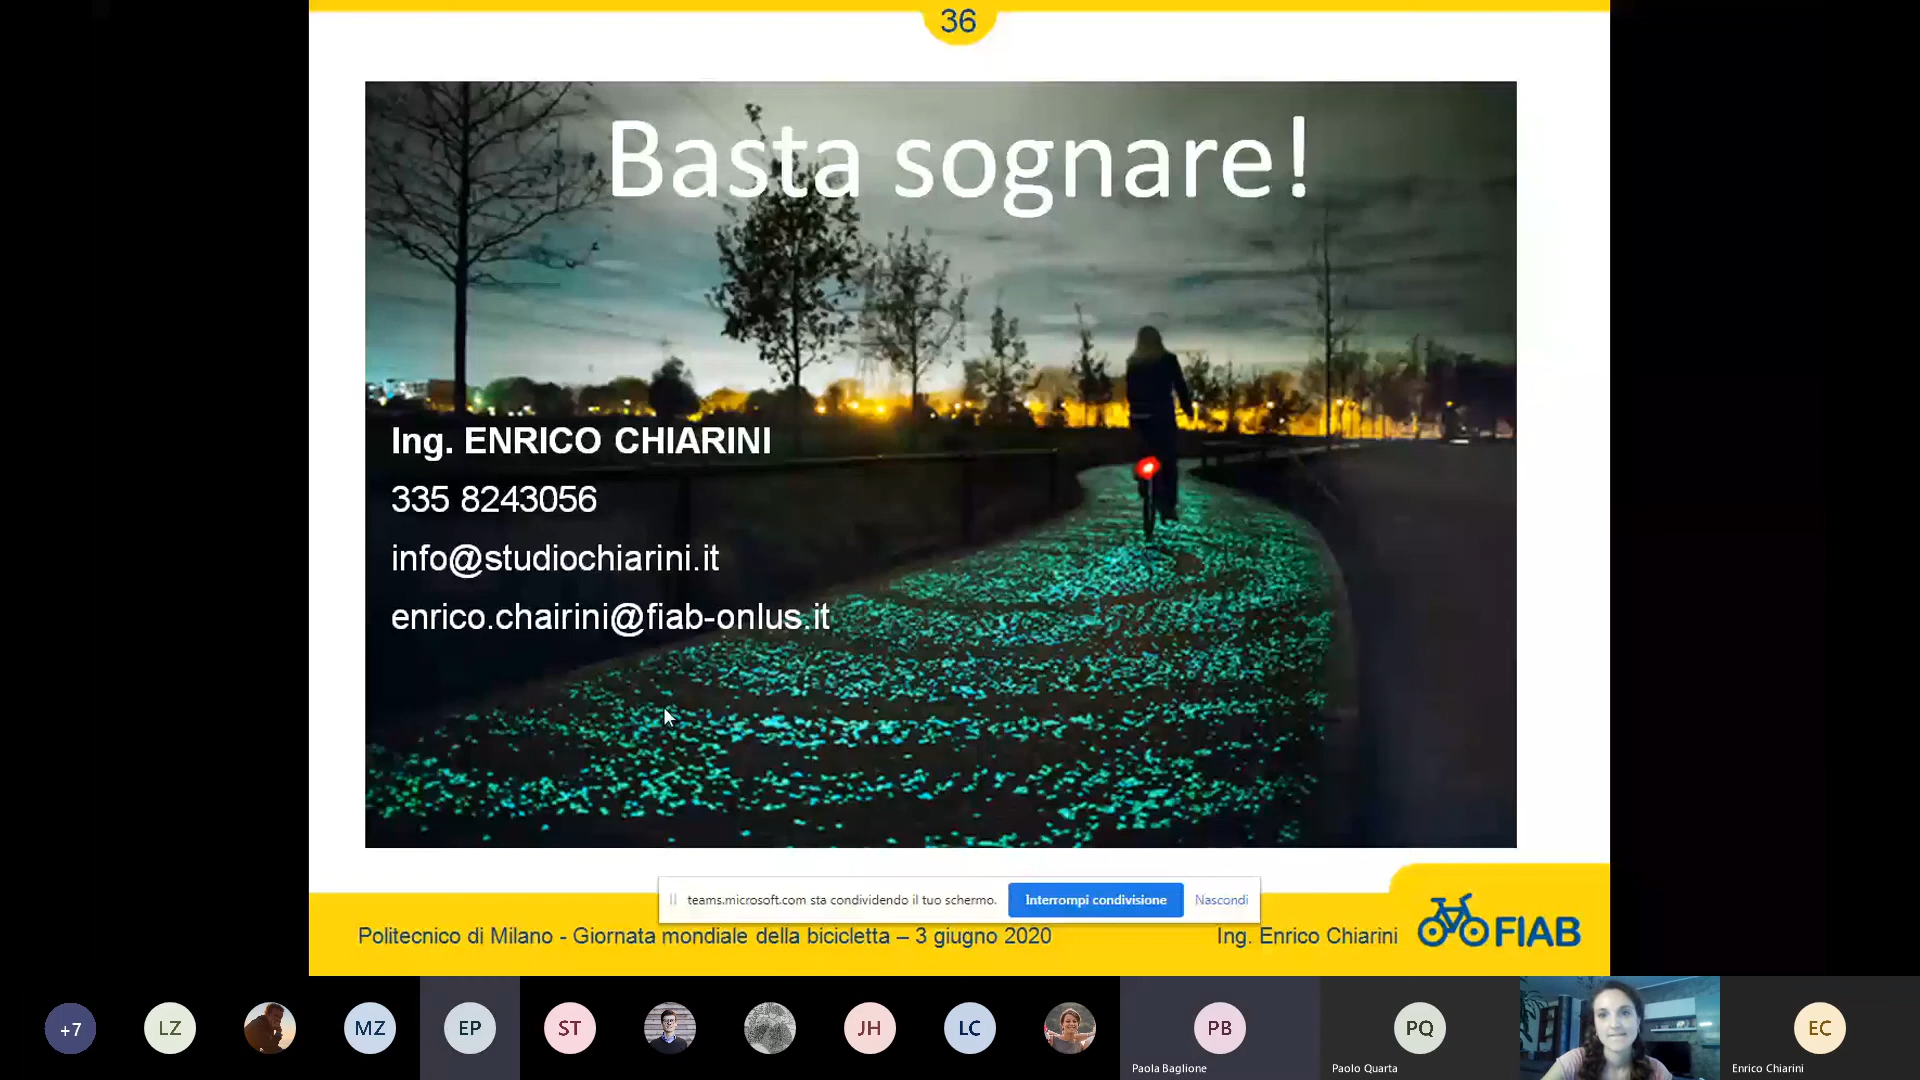 36
Basta sognare!
Ing. ENRICO CHIARINI
335 8243056
info@studiochiarini.it
enrico.chairini@fiab-onlus.it
teams.microsoft.com sta condividendo il tuo schermo.
Interrompi condivisione
Nascondi
Politecnico di Milano - Giornata mondiale della bicicletta – 3 giugno 2020
Ing. Enrico Chiarini
FIAB
+7
LZ
MZ
EP
ST
JH
LC
PB
Paola Baglione
PQ
Paolo Quarta
EC
Enrico Chiarini